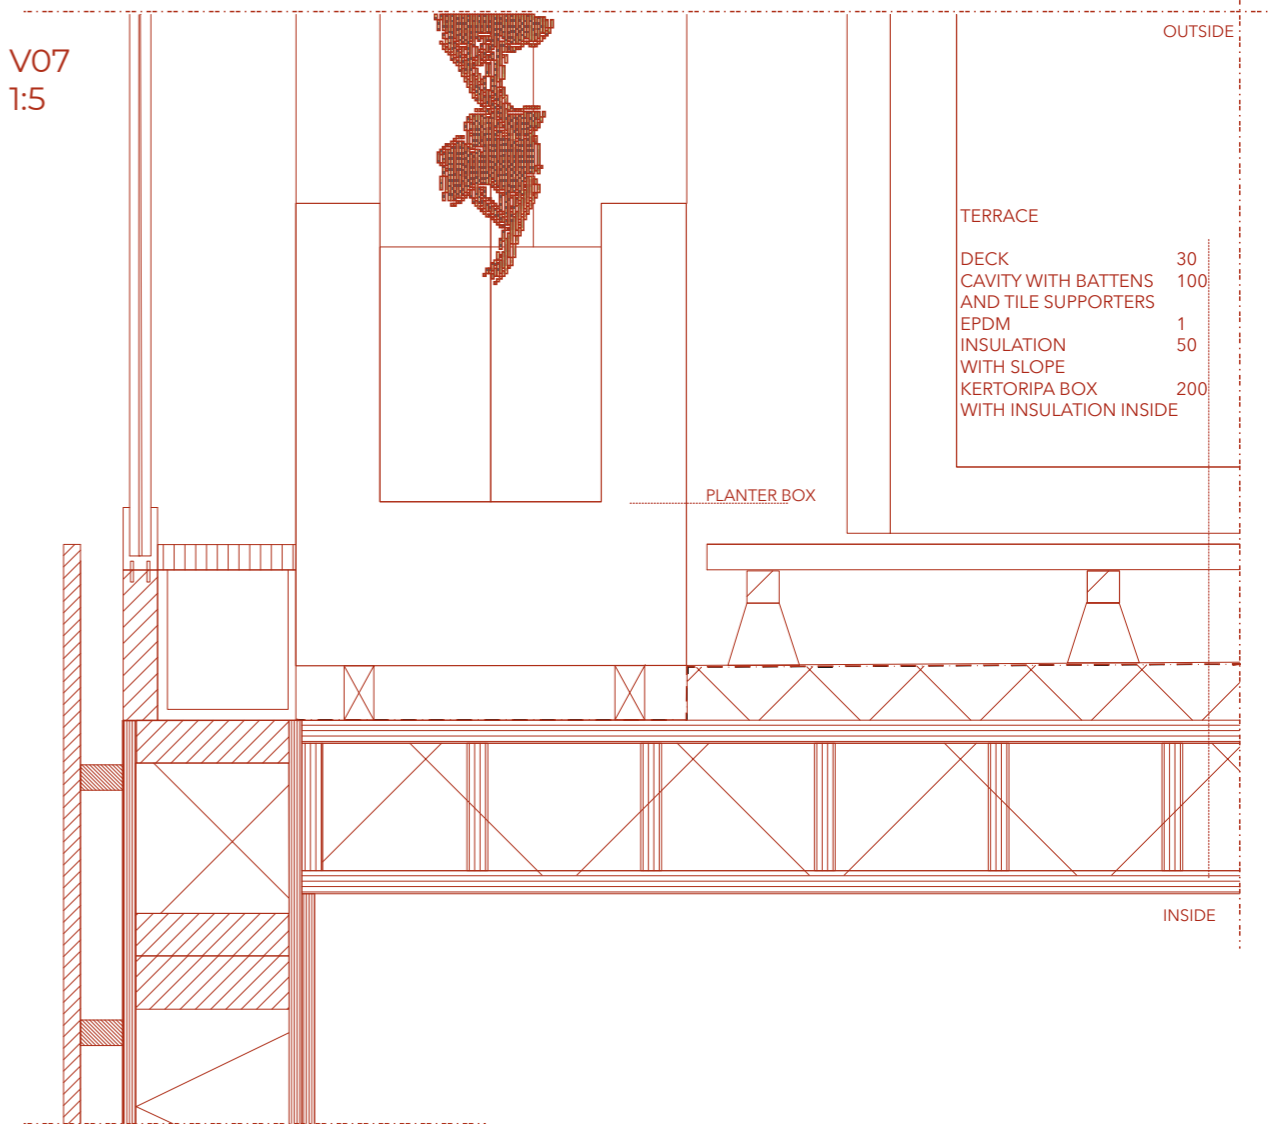 V07
1:5
OUTSIDE
TERRACE
DECK 30
CAVITY WITH BATTENS 100
AND TILE SUPPORTERS
EPDM 1
INSULATION 50
WITH SLOPE
KERTORIPA BOX 200
WITH INSULATION INSIDE
PLANTER BOX
INSIDE